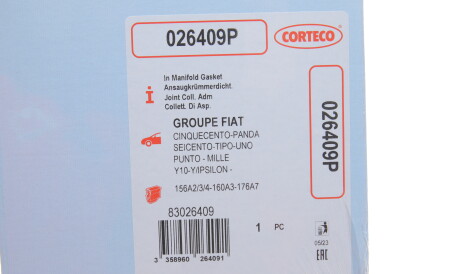 026409P
CORTECO
In Manifold Gasket
Ansaugkrümmerdicht
Joint Coll. Adm
Collett. Di Asp.
026409P
GROUPE FIAT
CINQUECENTO-PANDA
SEICENTO-TIPO-UNO
PUNTO - MILLE
Y10-Y/IPSILON -
156A2/3/4-160A3-176A7
83026409
1 PC
3 358960 264091
05/23
EAC